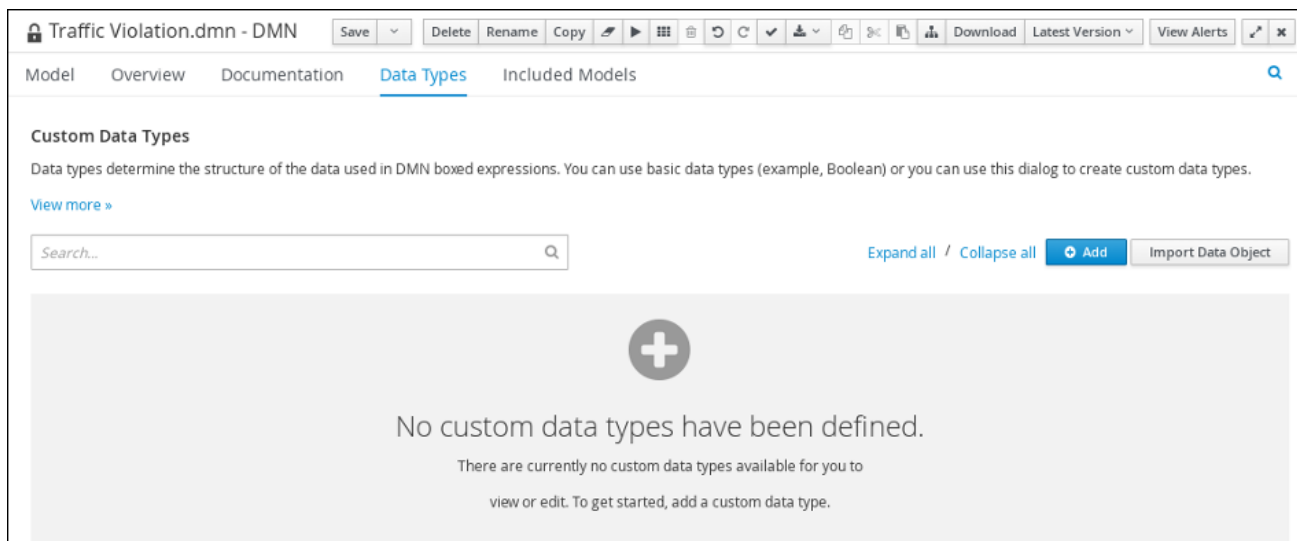 Traffic Violation.dmn - DMN Save Delete Rename Copy Download Latest Version View Alerts
Model Overview Documentation Data Types Included Models
Custom Data Types
Data types determine the structure of the data used in DMN boxed expressions. You can use basic data types (example, Boolean) or you can use this dialog to create custom data types.
View more »
Search... Expand all / Collapse all Add Import Data Object
No custom data types have been defined.
There are currently no custom data types available for you to
view or edit. To get started, add a custom data type.